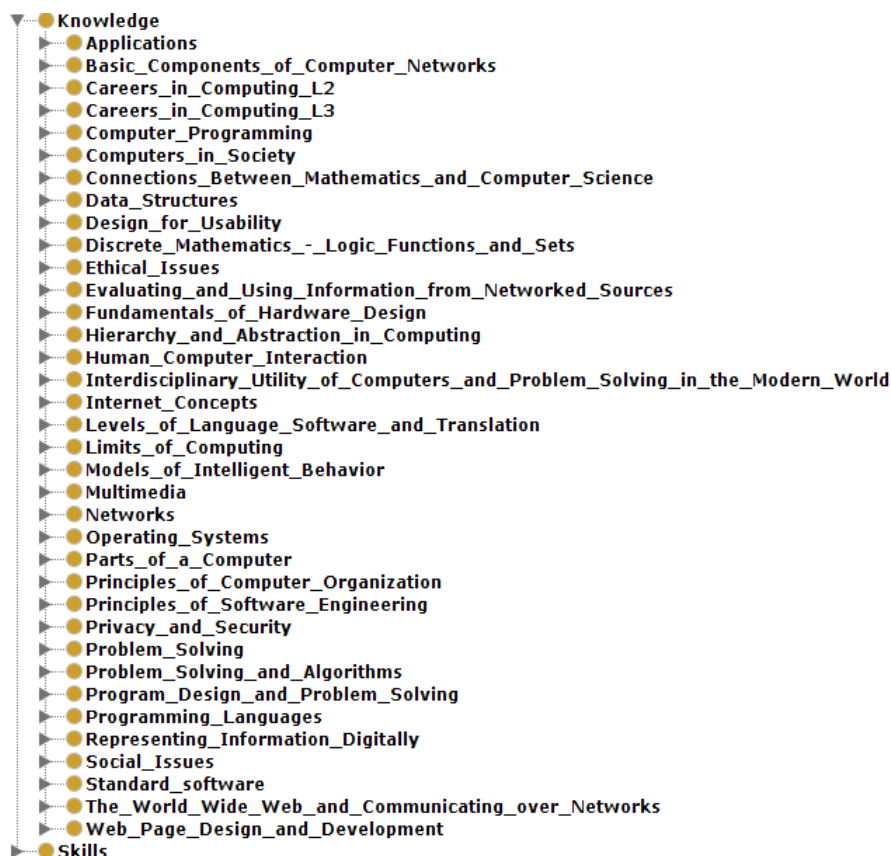 Knowledge
Applications
Basic_Components_of_Computer_Networks
Careers_in_Computing_L2
Careers_in_Computing_L3
Computer_Programming
Computers_in_Society
Connections_Between_Mathematics_and_Computer_Science
Data_Structures
Design_for_Usability
Discrete_Mathematics_-_Logic_Functions_and_Sets
Ethical_Issues
Evaluating_and_Using_Information_from_Networked_Sources
Fundamentals_of_Hardware_Design
Hierarchy_and_Abstraction_in_Computing
Human_Computer_Interaction
Interdisciplinary_Utility_of_Computers_and_Problem_Solving_in_the_Modern_World
Internet_Concepts
Levels_of_Language_Software_and_Translation
Limits_of_Computing
Models_of_Intelligent_Behavior
Multimedia
Networks
Operating_Systems
Parts_of_a_Computer
Principles_of_Computer_Organization
Principles_of_Software_Engineering
Privacy_and_Security
Problem_Solving
Problem_Solving_and_Algorithms
Program_Design_and_Problem_Solving
Programming_Languages
Representing_Information_Digitally
Social_Issues
Standard_software
The_World_Wide_Web_and_Communicating_over_Networks
Web_Page_Design_and_Development
Skills